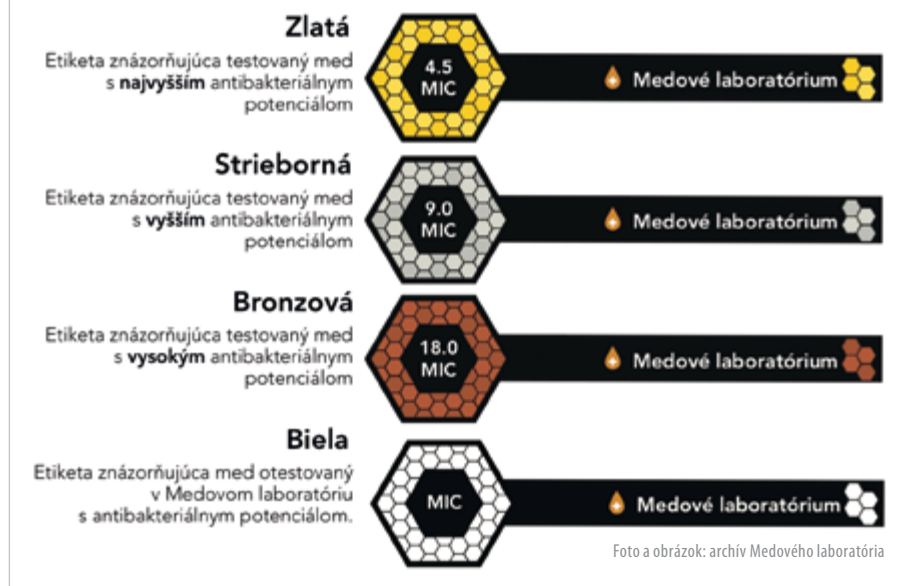 Zlatá
Etiketa znázorňujúca testovaný med
s najvyšším antibakteriálnym
potenciálom
4.5
MIC
Medové laboratórium
Strieborná
Etiketa znázorňujúca testovaný med
s vyšším antibakteriálnym
potenciálom
9.0
MIC
Medové laboratórium
Bronzová
Etiketa znázorňujúca testovaný med
s vysokým antibakteriálnym
potenciálom
18.0
MIC
Medové laboratórium
Biela
Etiketa znázorňujúca med otestovaný
v Medovom laboratóriu
s antibakteriálnym potenciálom.
MIC
Medové laboratórium
Foto a obrázok: archív Medového laboratória